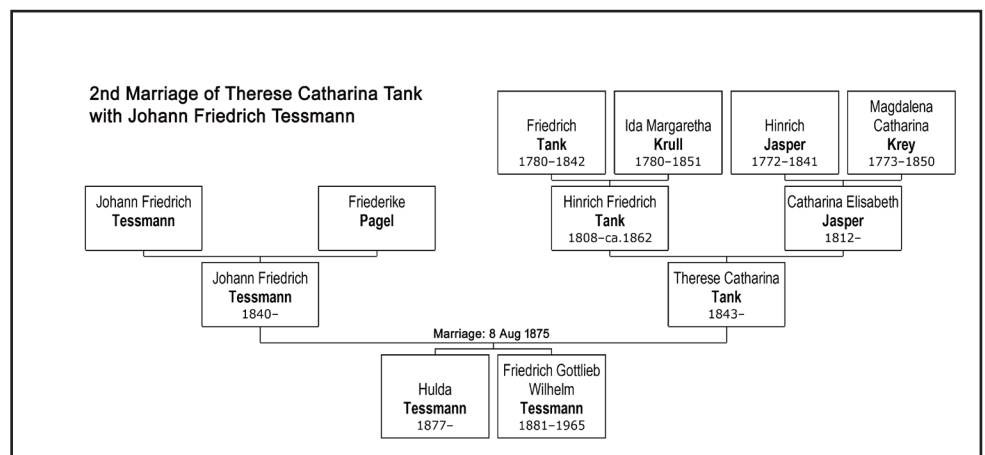 2nd Marriage of Therese Catharina Tank
with Johann Friedrich Tessmann
Friedrich
Tank
1780–1842
Ida Margaretha
Krull
1780–1851
Hinrich
Jasper
1772–1841
Magdalena
Catharina
Krey
1773–1850
Johann Friedrich
Tessmann
Friederike
Pagel
Hinrich Friedrich
Tank
1808–ca.1862
Catharina Elisabeth
Jasper
1812–
Johann Friedrich
Tessmann
1840–
Therese Catharina
Tank
1843–
Marriage: 8 Aug 1875
Hulda
Tessmann
1877–
Friedrich Gottlieb
Wilhelm
Tessmann
1881–1965